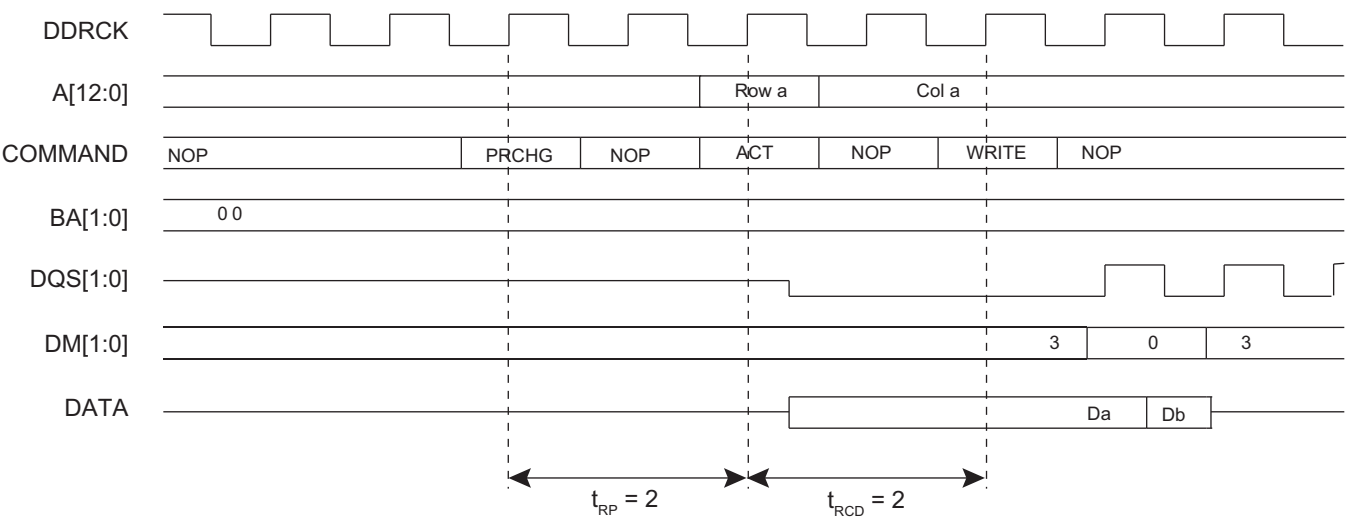 DDRCK
A[12:0] Row a Col a
COMMAND NOP PRCHG NOP ACT NOP WRITE NOP
BA[1:0] 0 0
DQS[1:0]
DM[1:0] 3 0 3
DATA Da Db
tRP = 2 tRCD = 2